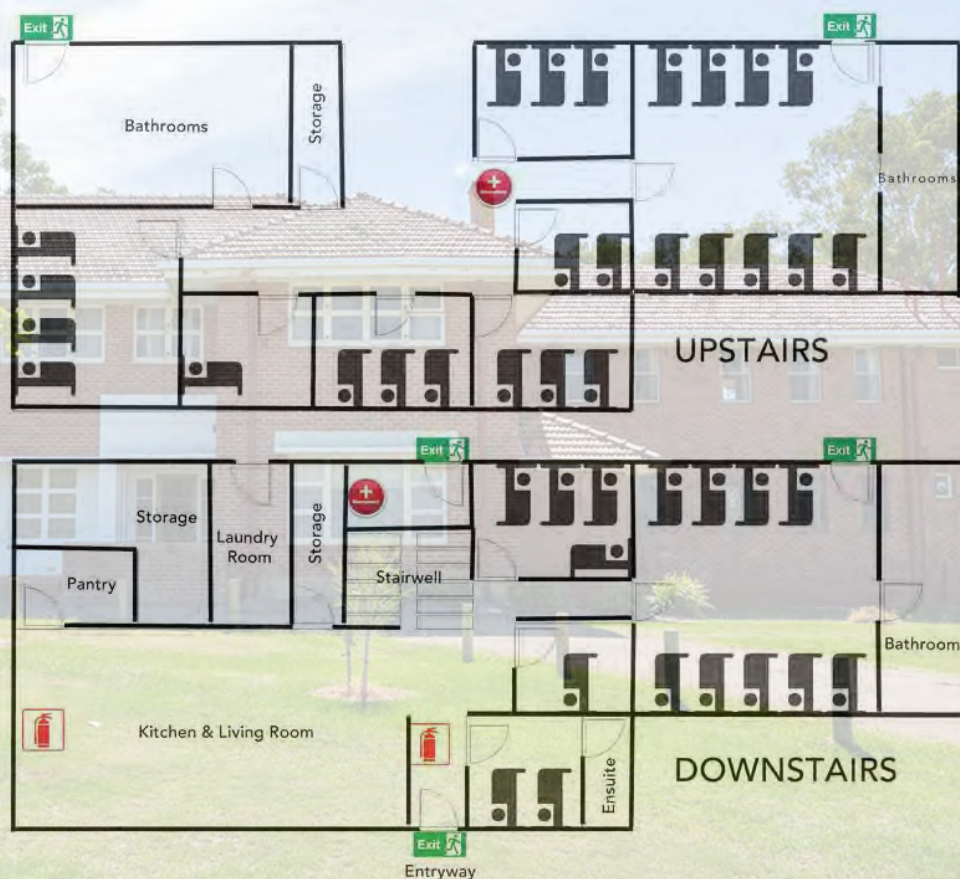 Exit
Exit
Bathrooms
Storage
Bathrooms
UPSTAIRS
Exit
Exit
Storage
Laundry
Room
Storage
Stairwell
Pantry
Bathroom
Kitchen & Living Room
Ensuite
DOWNSTAIRS
Exit
Entryway